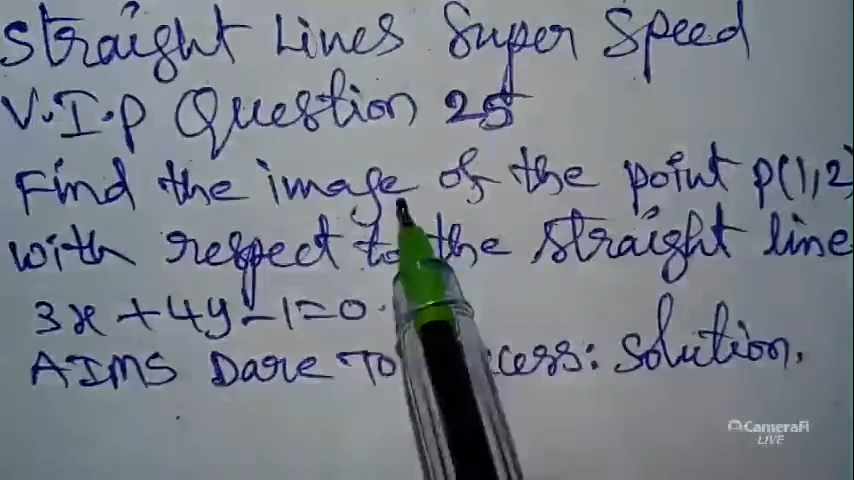 Straight Lines Super Speed
V.I.P Question 25
Find the image of the point P(1,2)
with respect to the straight line
3x + 4y - 1 = 0.
AIMS Dare To cess: Solution.
CameraFi
LIVE